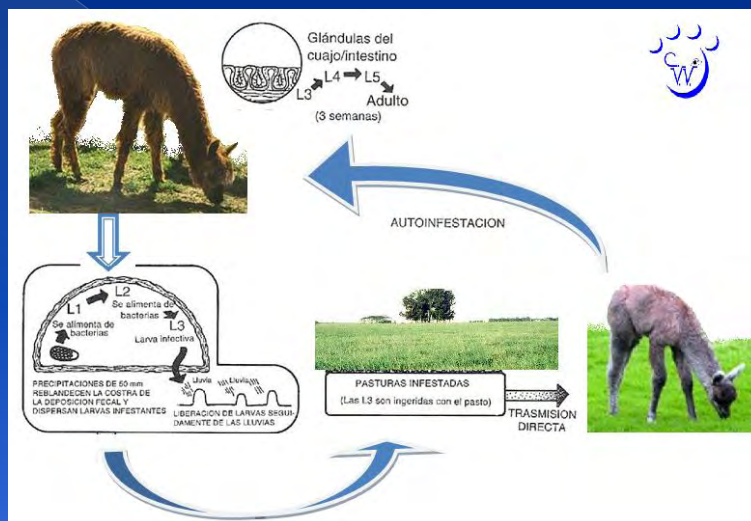 Glándulas del
cuajo/intestino
L3
L4
L5
Adulto
(3 semanas)
C.W.
AUTOINFESTACION
L1
L2
Se alimenta de
bacterias
L3
Se alimenta de
bacterias
Larva infectiva
Lluvia
Lluvia
PRECIPITACIONES DE 50 mm
REBLANDECEN LA COSTRA DE
LA DEPOSICION FECAL Y
DISPERSAN LARVAS INFESTANTES
LIBERACION DE LARVAS SEGUI-
DAMENTE DE LAS LLUVIAS
PASTURAS INFESTADAS
(Las L3 son ingeridas con el pasto)
TRASMISION
DIRECTA